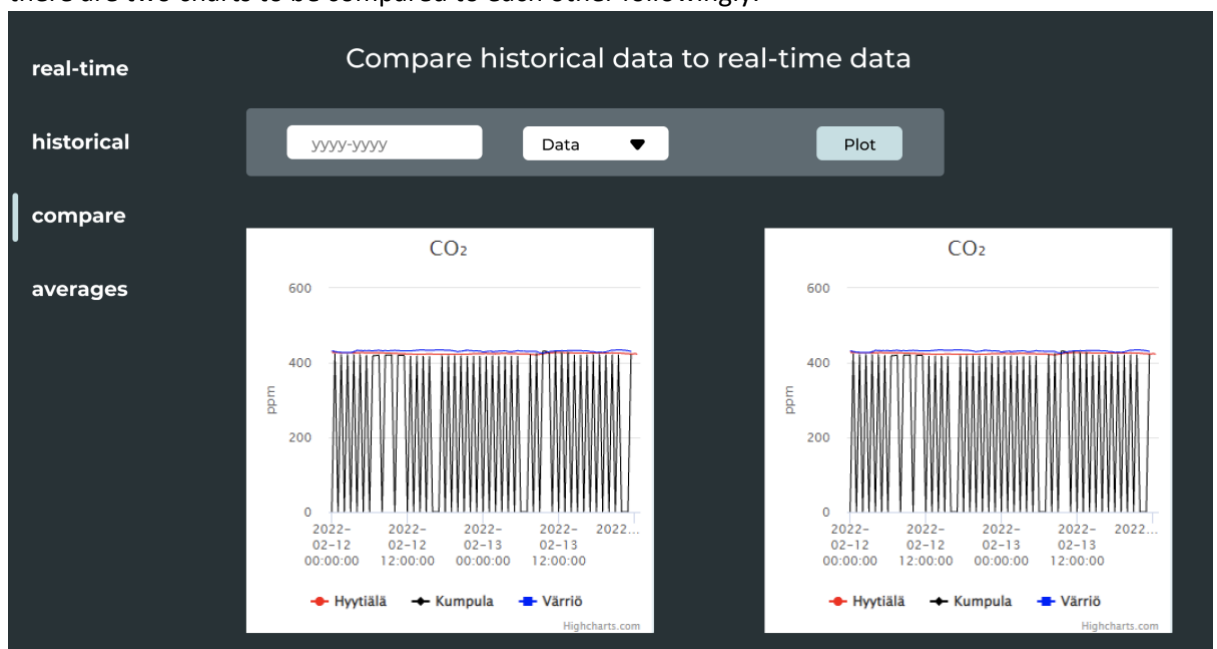 there are two charts to be compared to each other followingly.
real-time
Compare historical data to real-time data
historical
yyyy-yyyy
Data
Plot
compare
averages
CO₂
600
400
200
0
ppm
2022-
02-12
00:00:00
2022-
02-12
12:00:00
2022-
02-13
00:00:00
2022-
02-13
12:00:00
2022...
Hyytiälä
Kumpula
Värriö
Highcharts.com
CO₂
600
400
200
0
ppm
2022-
02-12
00:00:00
2022-
02-12
12:00:00
2022-
02-13
00:00:00
2022-
02-13
12:00:00
2022...
Hyytiälä
Kumpula
Värriö
Highcharts.com